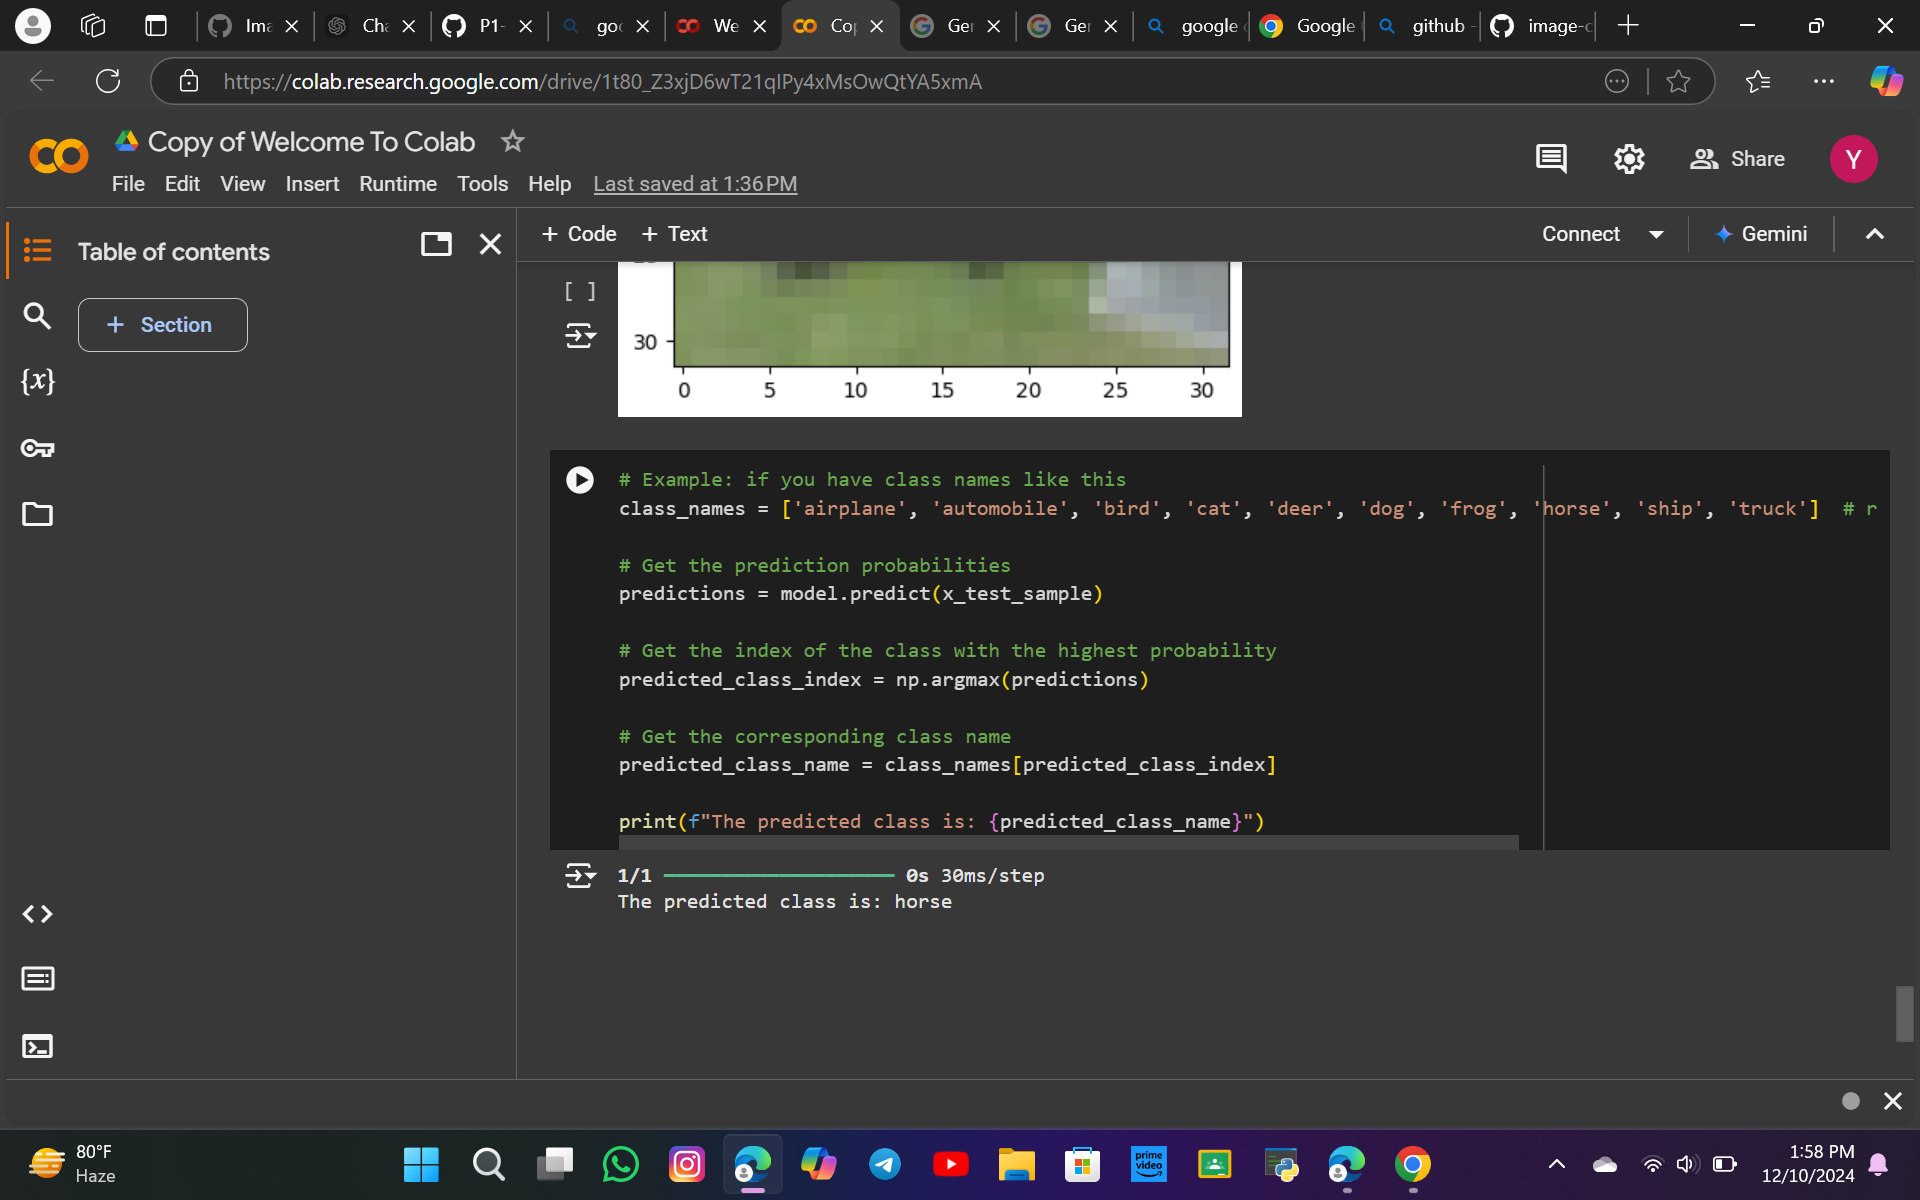 Ima
Cha
P1-
goo
We
Cop
Ger
Ger
google
Google
github -
image-c
https://colab.research.google.com/drive/1t80_Z3xjD6wT21qIPy4xMsOwQtYA5xmA
Copy of Welcome To Colab
File Edit View Insert Runtime Tools Help Last saved at 1:36 PM
Share
Y
Table of contents
+ Section
{x}
+ Code + Text
Connect
Gemini
[ ]
30
0 5 10 15 20 25 30
# Example: if you have class names like this
class_names = ['airplane', 'automobile', 'bird', 'cat', 'deer', 'dog', 'frog', 'horse', 'ship', 'truck'] # r
# Get the prediction probabilities
predictions = model.predict(x_test_sample)
# Get the index of the class with the highest probability
predicted_class_index = np.argmax(predictions)
# Get the corresponding class name
predicted_class_name = class_names[predicted_class_index]
print(f"The predicted class is: {predicted_class_name}")
1/1 0s 30ms/step
The predicted class is: horse
80°F
Haze
prime video
1:58 PM
12/10/2024